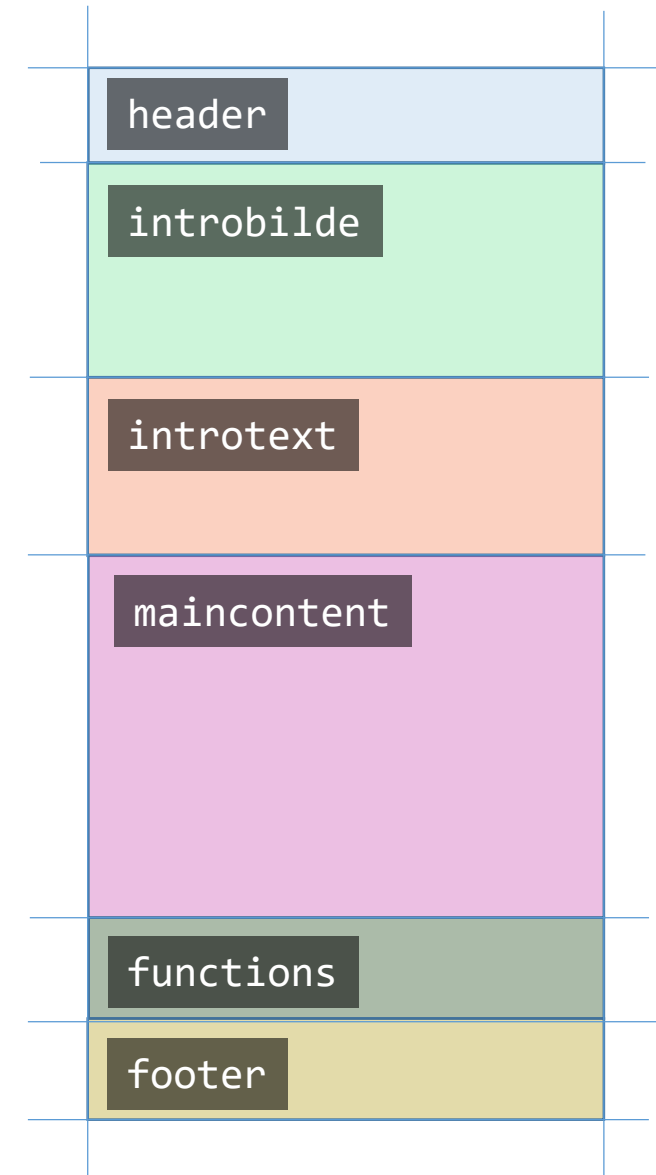 header
introbilde
introtext
maincontent
functions
footer